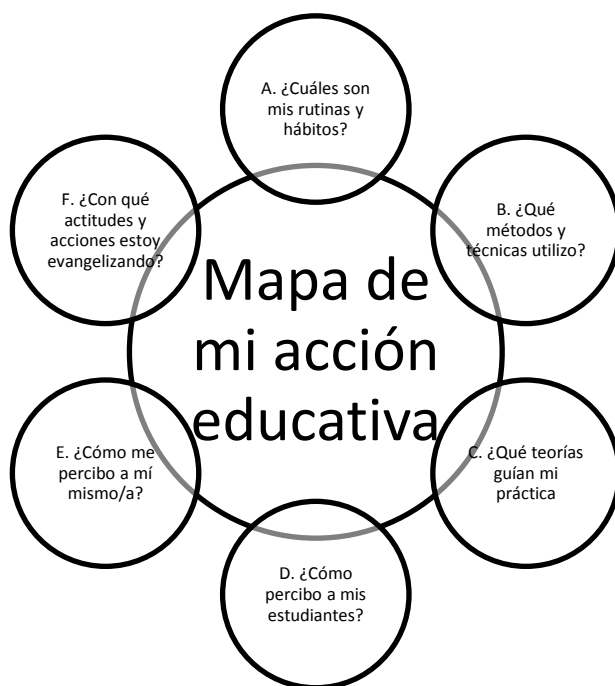 A. ¿Cuáles son
mis rutinas y
hábitos?
B. ¿Qué
métodos y
técnicas utilizo?
C. ¿Qué teorías
guían mi
práctica
D. ¿Cómo
percibo a mis
estudiantes?
E. ¿Cómo me
percibo a mí
mismo/a?
F. ¿Con qué
actitudes y
acciones estoy
evangelizando?
Mapa de
mi acción
educativa